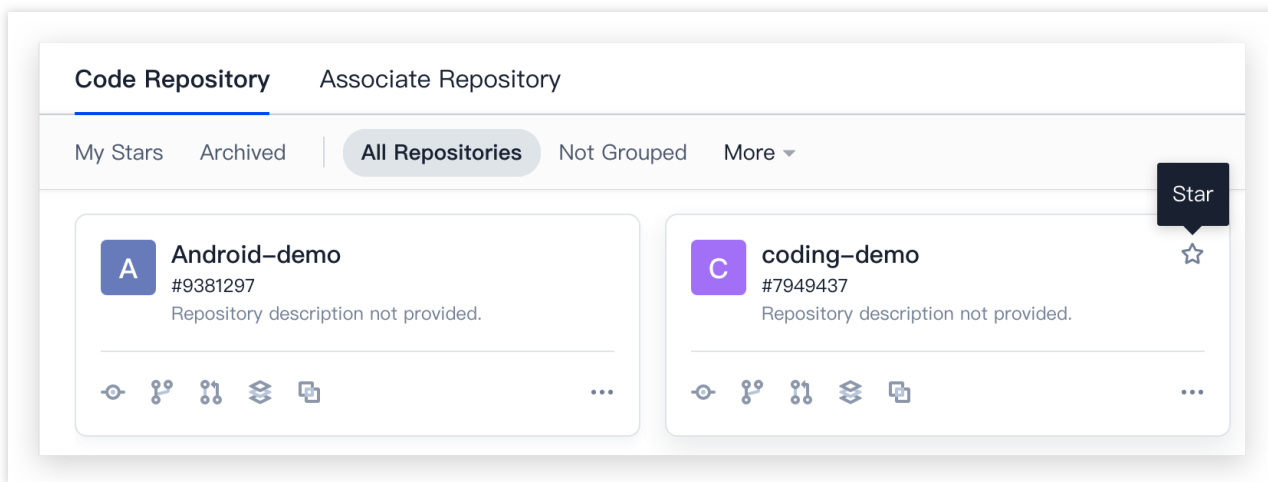 Code Repository Associate Repository
My Stars Archived All Repositories Not Grouped More
Star
A Android-demo
#9381297
Repository description not provided.
C coding-demo
#7949437
Repository description not provided.